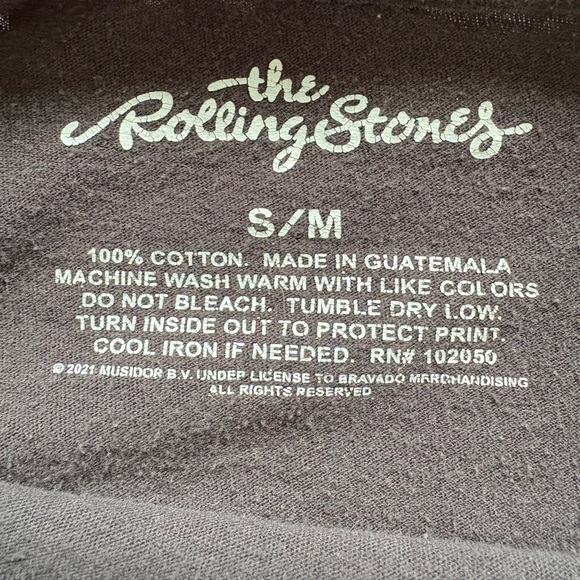 the
Rolling Stones
S/M
100% COTTON. MADE IN GUATEMALA
MACHINE WASH WARM WITH LIKE COLORS
DO NOT BLEACH. TUMBLE DRY LOW.
TURN INSIDE OUT TO PROTECT PRINT.
COOL IRON IF NEEDED. RN# 102050
© 2021 MUSIDOR B.V. UNDER LICENSE TO BRAVADO MERCHANDISING
ALL RIGHTS RESERVED